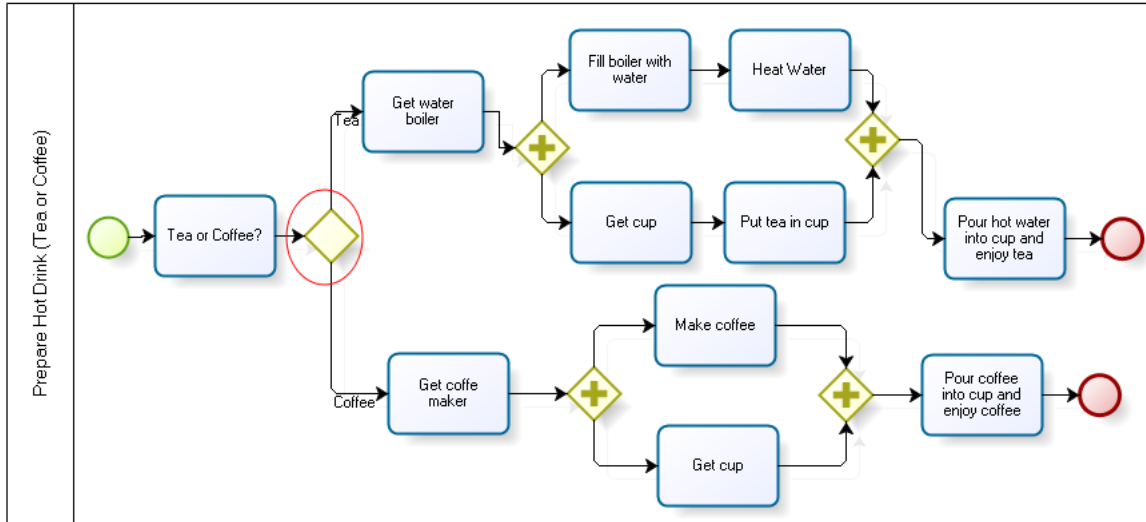 Prepare Hot Drink (Tea or Coffee)
Tea or Coffee?
Tea
Get water
boiler
Fill boiler with
water
Heat Water
Get cup
Put tea in cup
Pour hot water
into cup and
enjoy tea
Coffee
Get coffe
maker
Make coffee
Get cup
Pour coffee
into cup and
enjoy coffee